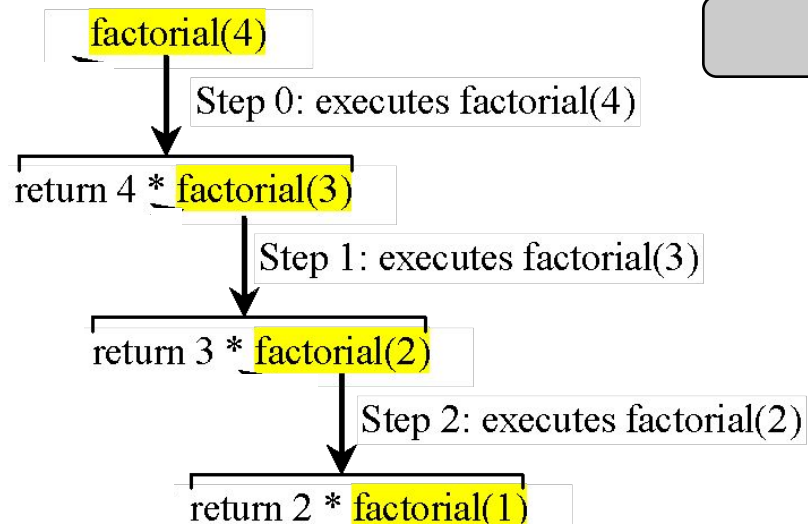 factorial(4)
Step 0: executes factorial(4)
return 4 * factorial(3)
Step 1: executes factorial(3)
return 3 * factorial(2)
Step 2: executes factorial(2)
return 2 * factorial(1)